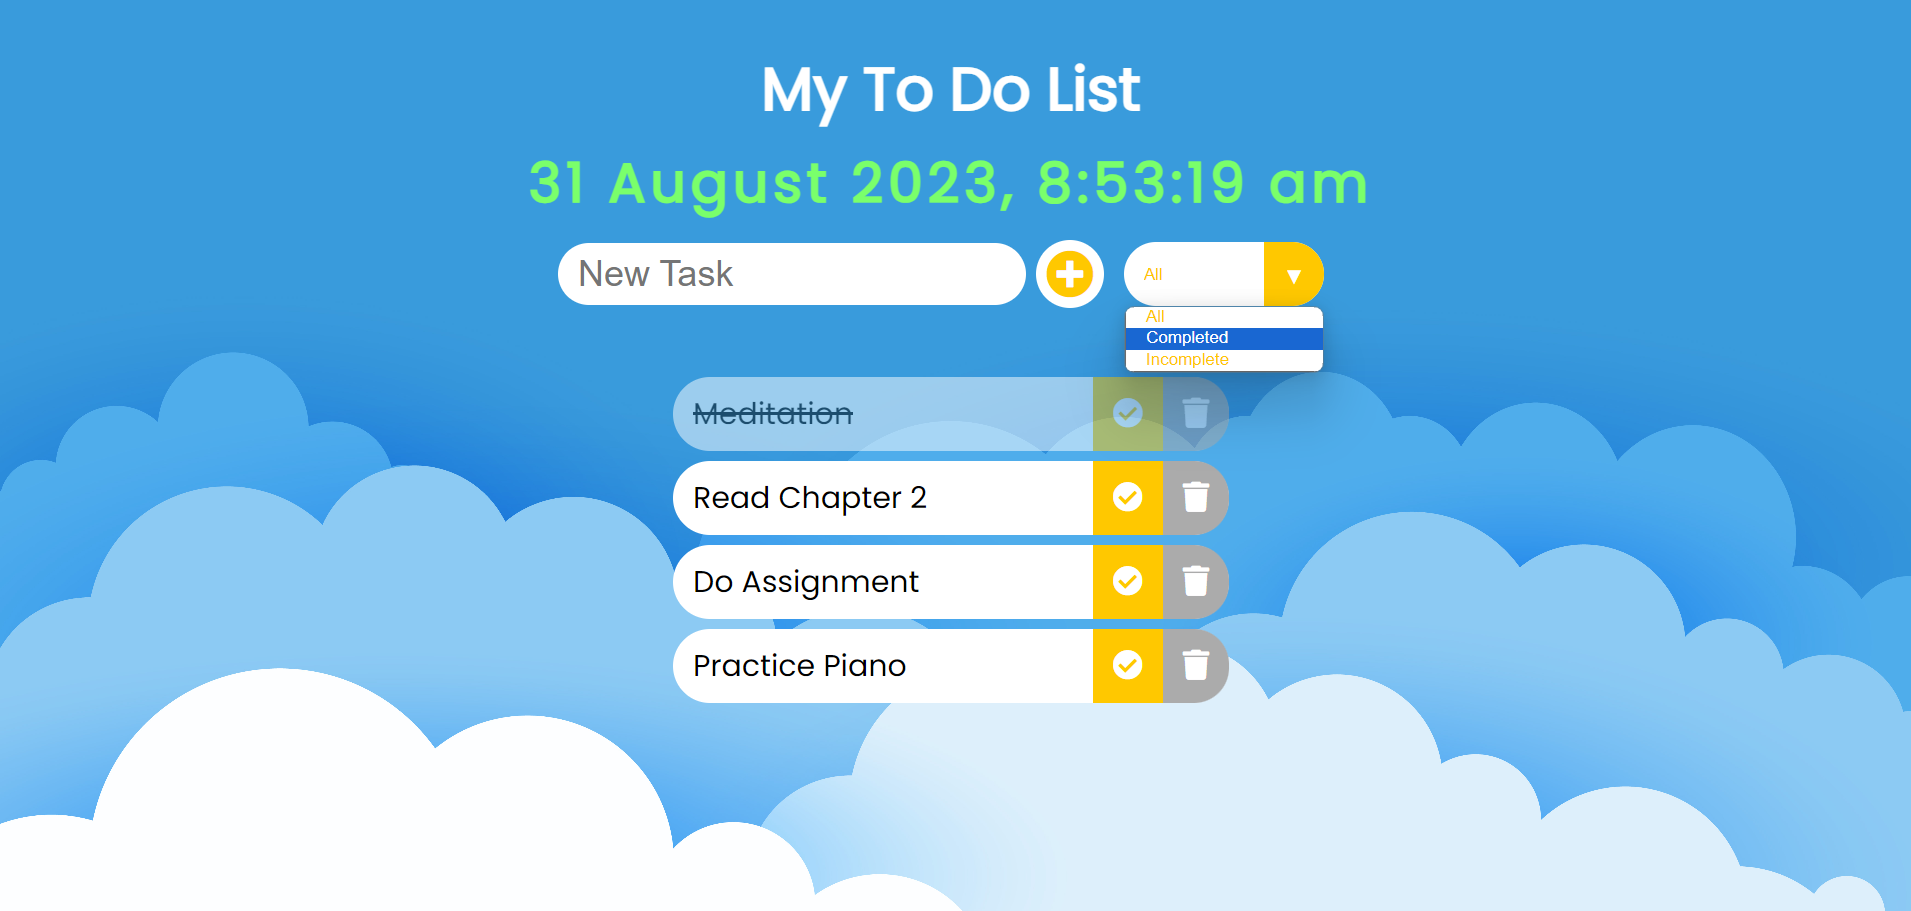 My To Do List
31 August 2023, 8:53:19 am
New Task
All
All
Completed
Incomplete
Meditation
Read Chapter 2
Do Assignment
Practice Piano